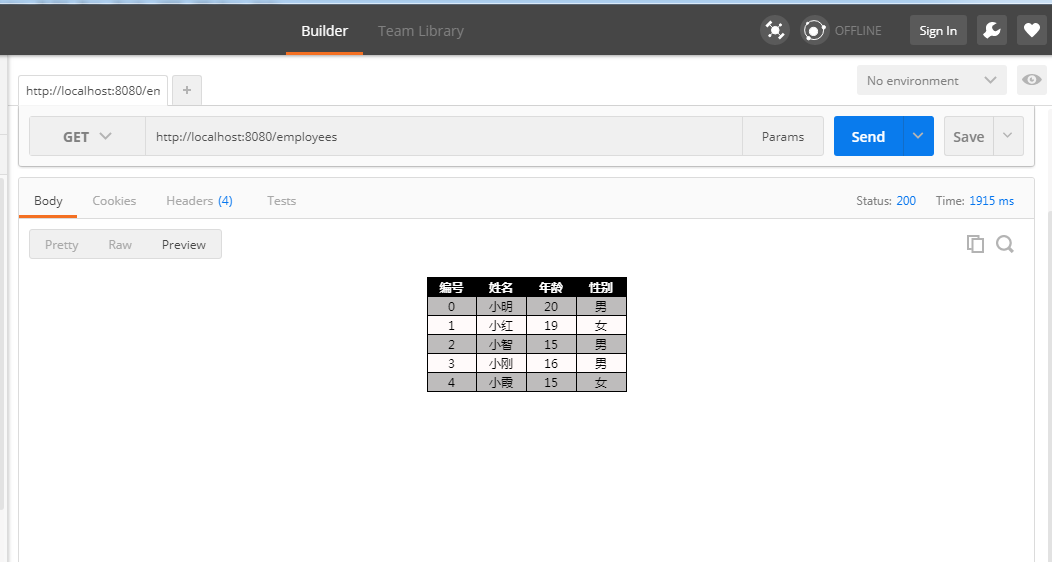 Builder Team Library OFFLINE Sign In
http://localhost:8080/en + No environment
GET http://localhost:8080/employees Params Send Save
Body Cookies Headers (4) Tests Status: 200 Time: 1915 ms
Pretty Raw Preview
编号 姓名 年龄 性别
0 小明 20 男
1 小红 19 女
2 小智 15 男
3 小刚 16 男
4 小霞 15 女